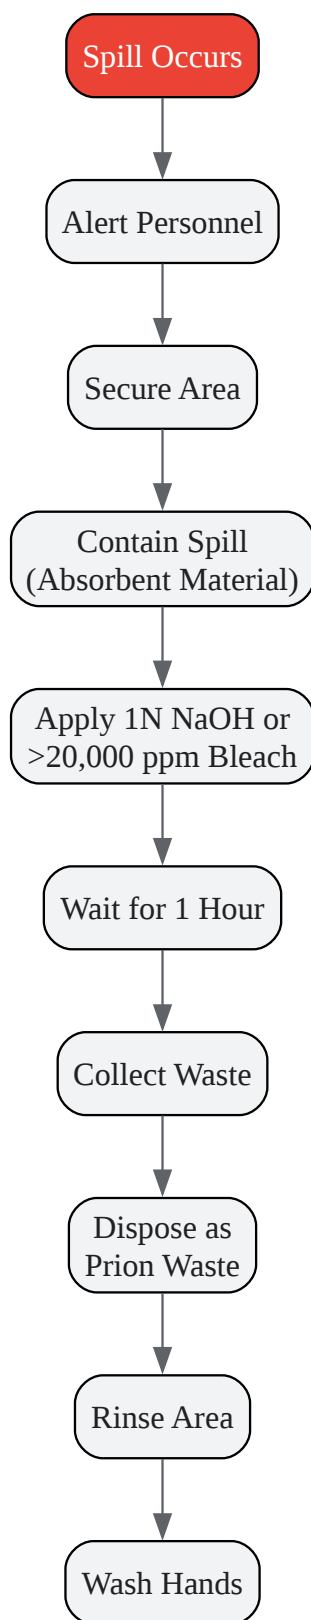 Spill Occurs
Alert Personnel
Secure Area
Contain Spill
(Absorbent Material)
Apply 1N NaOH or
>20,000 ppm Bleach
Wait for 1 Hour
Collect Waste
Dispose as
Prion Waste
Rinse Area
Wash Hands